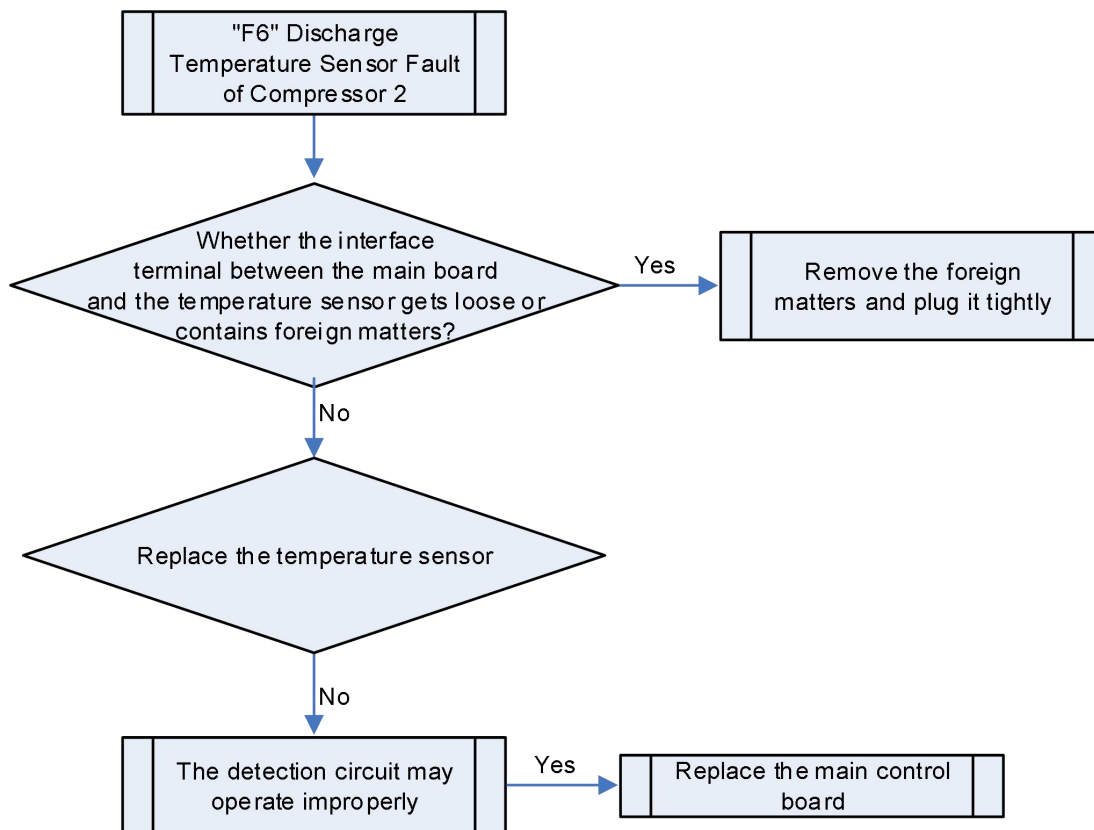 "F6" Discharge
Temperature Sensor Fault
of Compressor 2
Whether the interface
terminal between the main board
and the temperature sensor gets loose or
contains foreign matters?
Yes
Remove the foreign
matters and plug it tightly
No
Replace the temperature sensor
No
The detection circuit may
operate improperly
Yes
Replace the main control
board